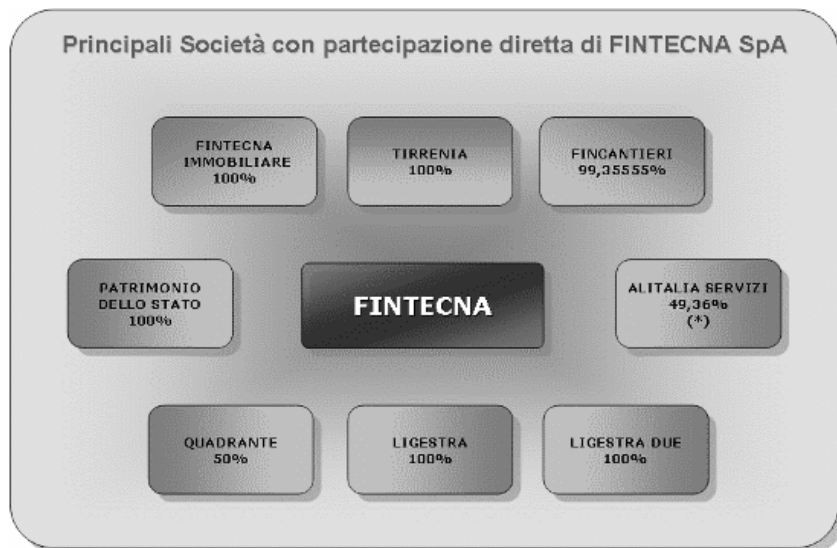 Principali Società con partecipazione diretta di FINTECNA SpA
FINTECNA
IMMOBILIARE
100%
TIRRENIA
100%
FINCANTIERI
99,35555%
PATRIMONIO
DELLO STATO
100%
FINTECNA
ALITALIA SERVIZI
49,36%
(*)
QUADRANTE
50%
LIGESTRA
100%
LIGESTRA DUE
100%